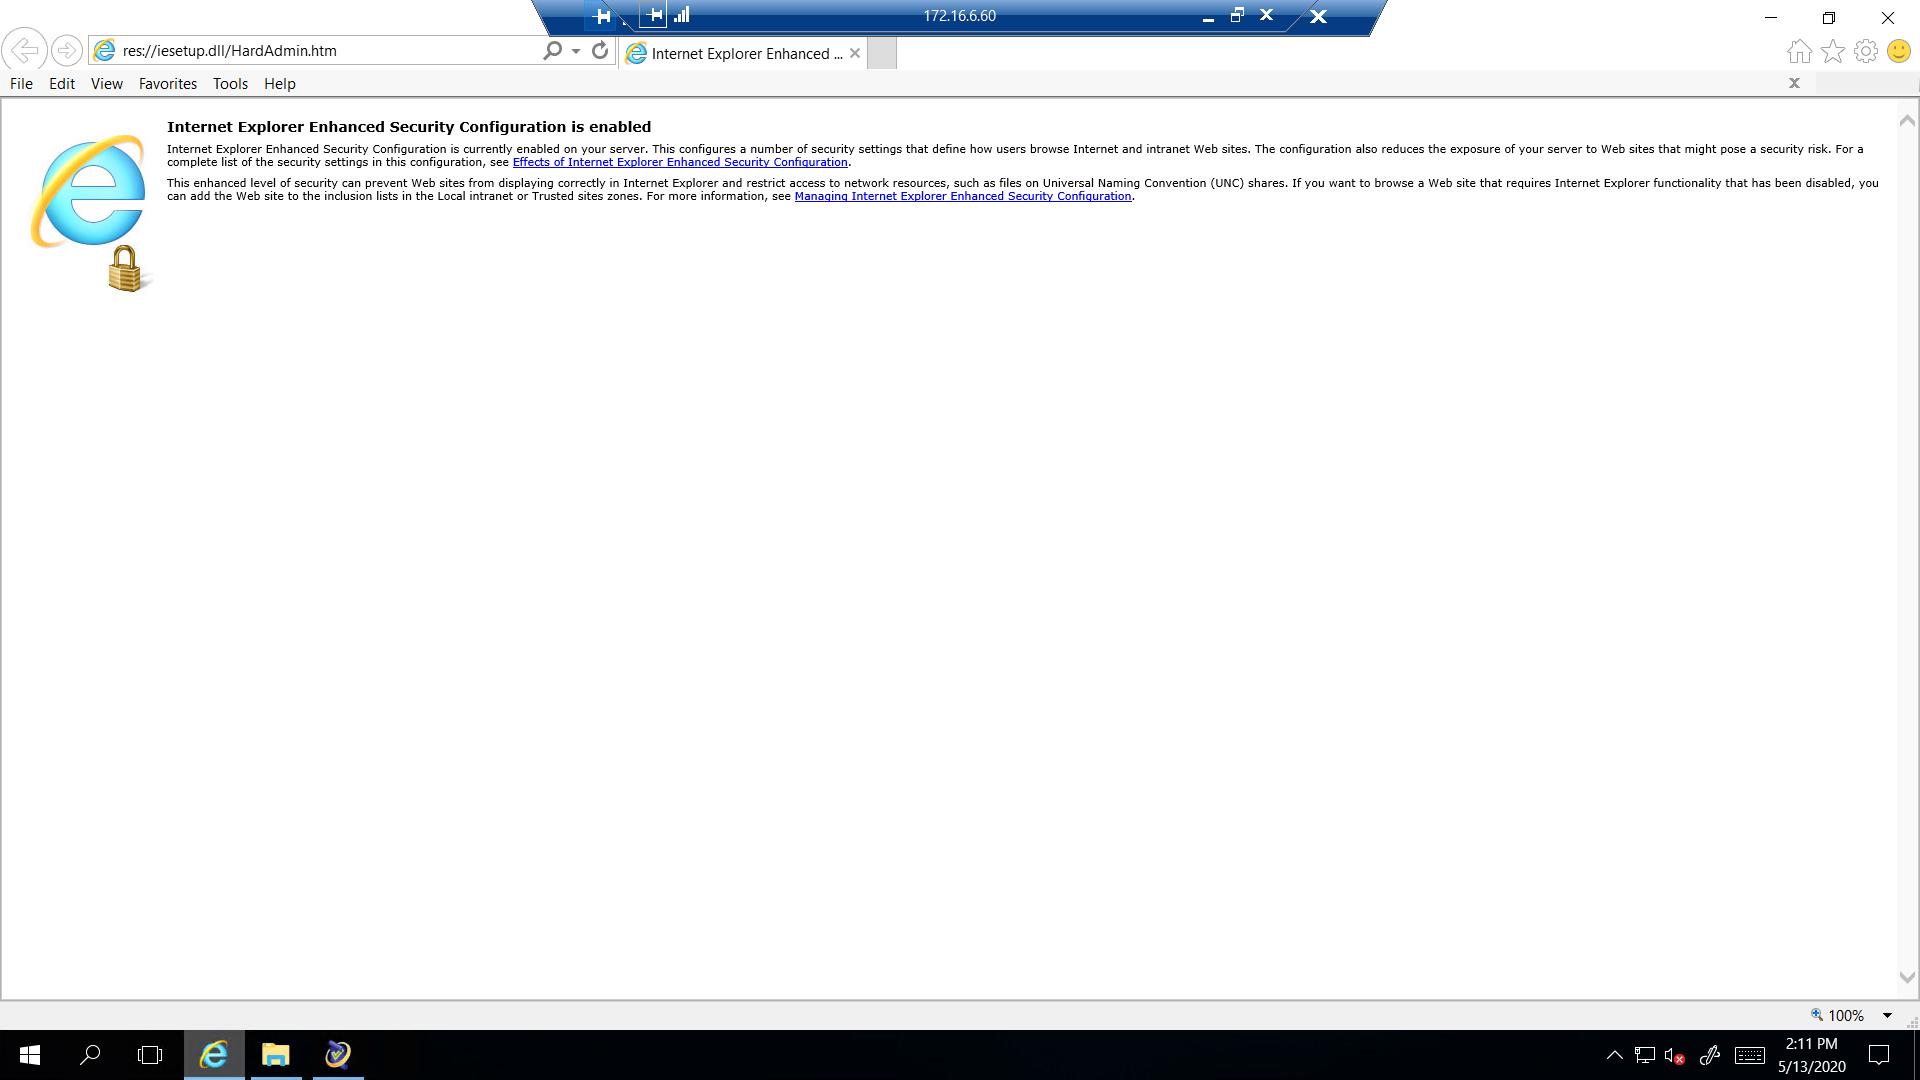 172.16.6.60
res://iesetup.dll/HardAdmin.htm
Internet Explorer Enhanced ...
File Edit View Favorites Tools Help
Internet Explorer Enhanced Security Configuration is enabled
Internet Explorer Enhanced Security Configuration is currently enabled on your server. This configures a number of security settings that define how users browse Internet and intranet Web sites. The configuration also reduces the exposure of your server to Web sites that might pose a security risk. For a
complete list of the security settings in this configuration, see Effects of Internet Explorer Enhanced Security Configuration.
This enhanced level of security can prevent Web sites from displaying correctly in Internet Explorer and restrict access to network resources, such as files on Universal Naming Convention (UNC) shares. If you want to browse a Web site that requires Internet Explorer functionality that has been disabled, you
can add the Web site to the inclusion lists in the Local intranet or Trusted sites zones. For more information, see Managing Internet Explorer Enhanced Security Configuration.
100%
2:11 PM
5/13/2020